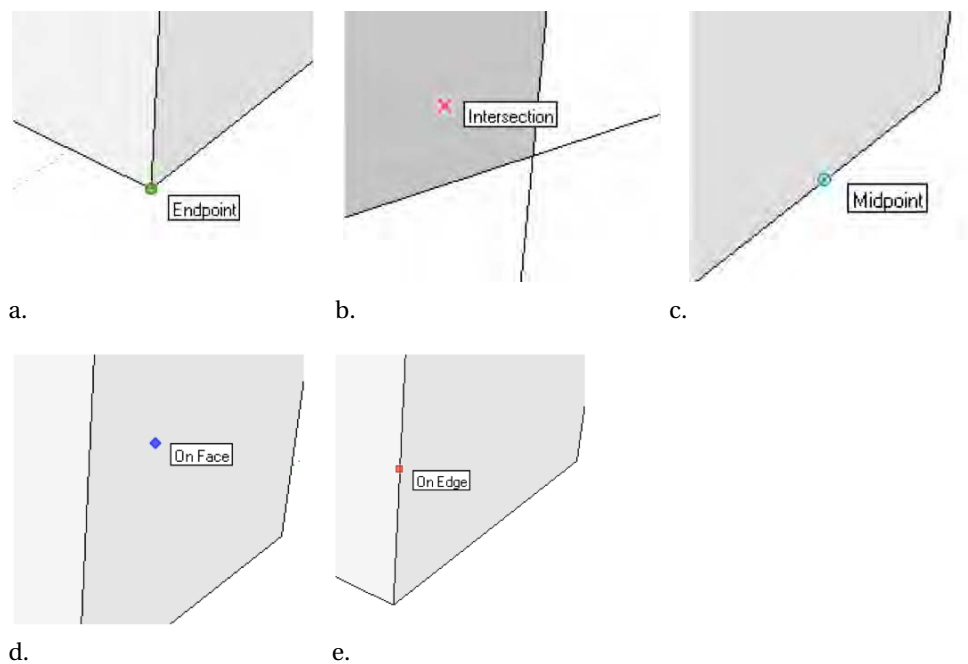 Endpoint
Intersection
Midpoint
a.
b.
c.
On Face
On Edge
d.
e.